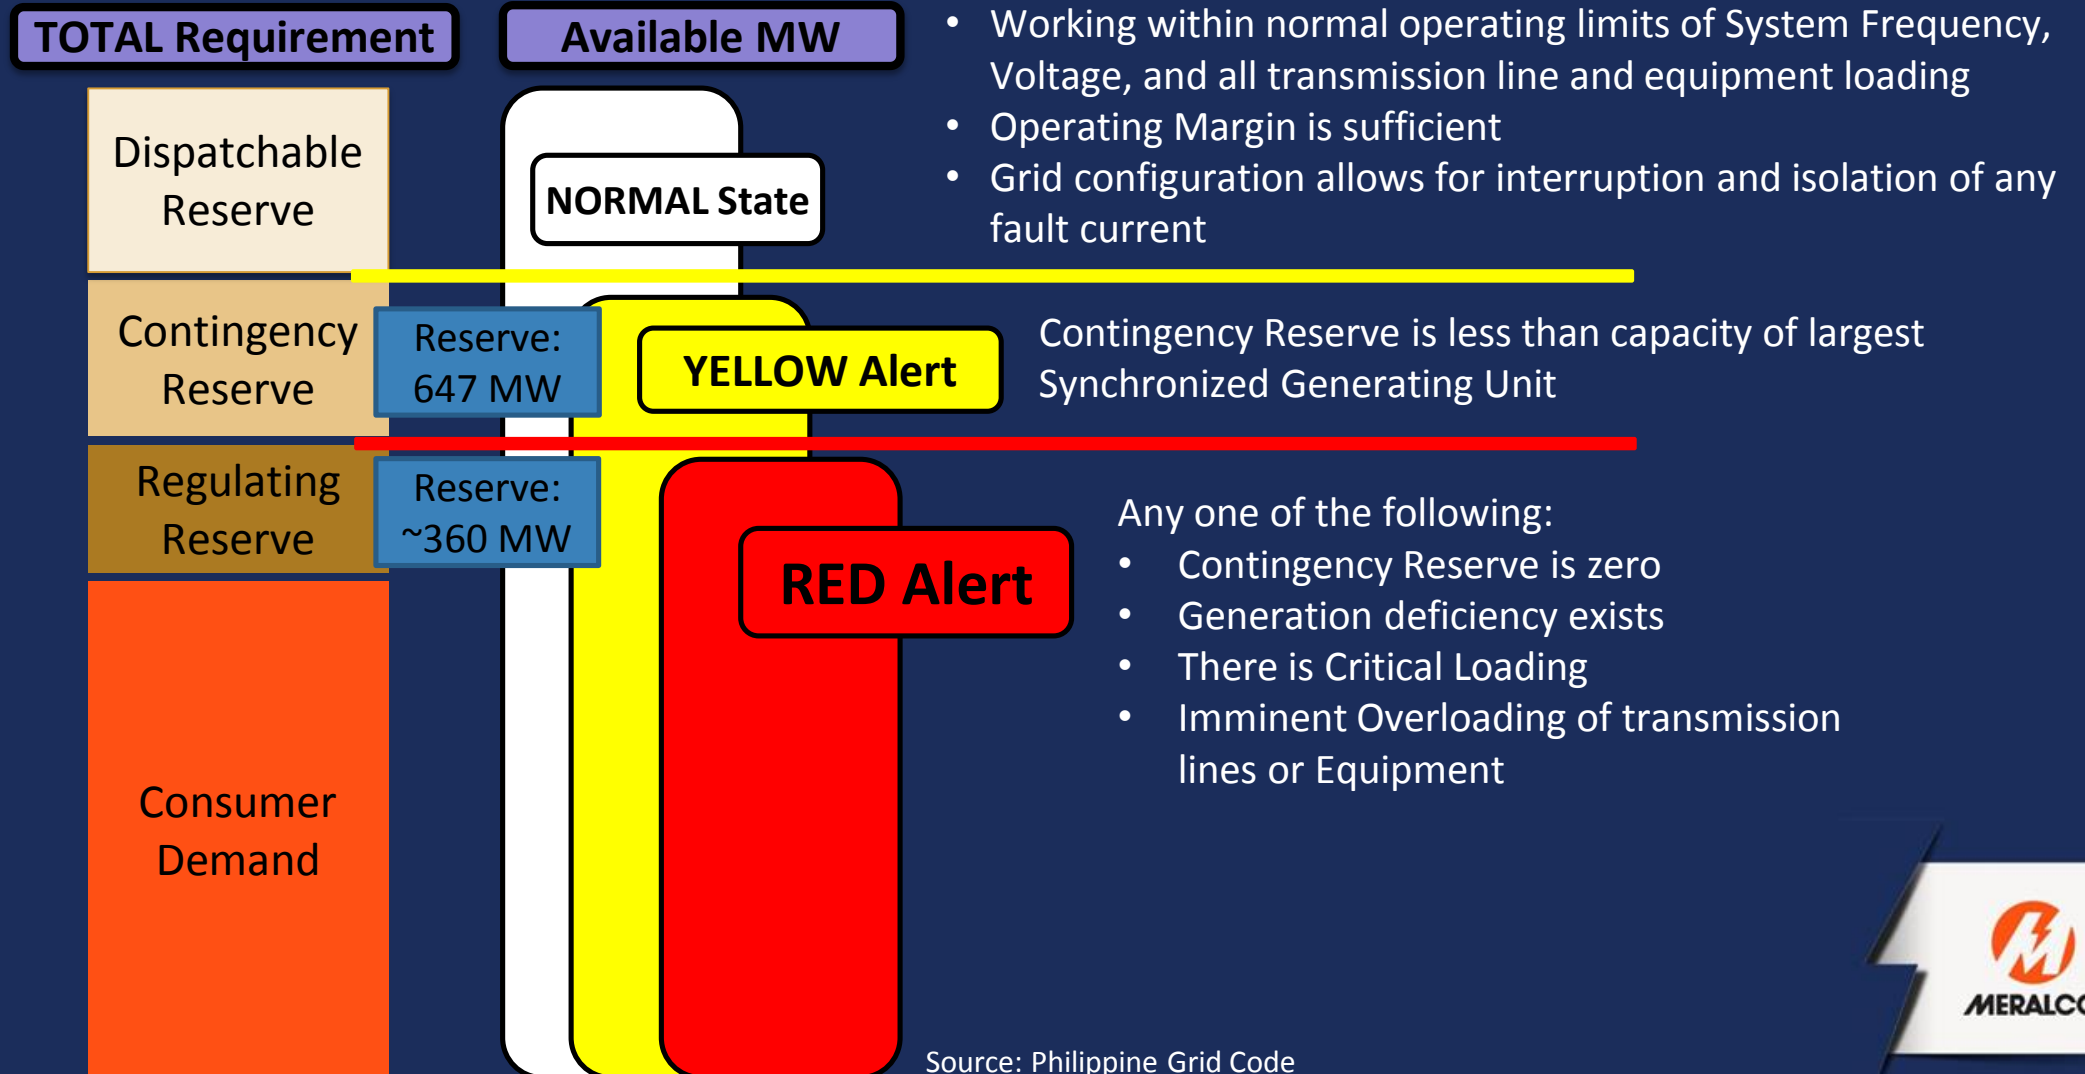 TOTAL Requirement
Available MW
• Working within normal operating limits of System Frequency,
Voltage, and all transmission line and equipment loading
• Operating Margin is sufficient
• Grid configuration allows for interruption and isolation of any
fault current
Dispatchable
Reserve
NORMAL State
Contingency
Reserve
Reserve:
647 MW
YELLOW Alert
Contingency Reserve is less than capacity of largest
Synchronized Generating Unit
Regulating
Reserve
Reserve:
~360 MW
RED Alert
Any one of the following:
• Contingency Reserve is zero
• Generation deficiency exists
• There is Critical Loading
• Imminent Overloading of transmission
lines or Equipment
Consumer
Demand
MERALCO
Source: Philippine Grid Code